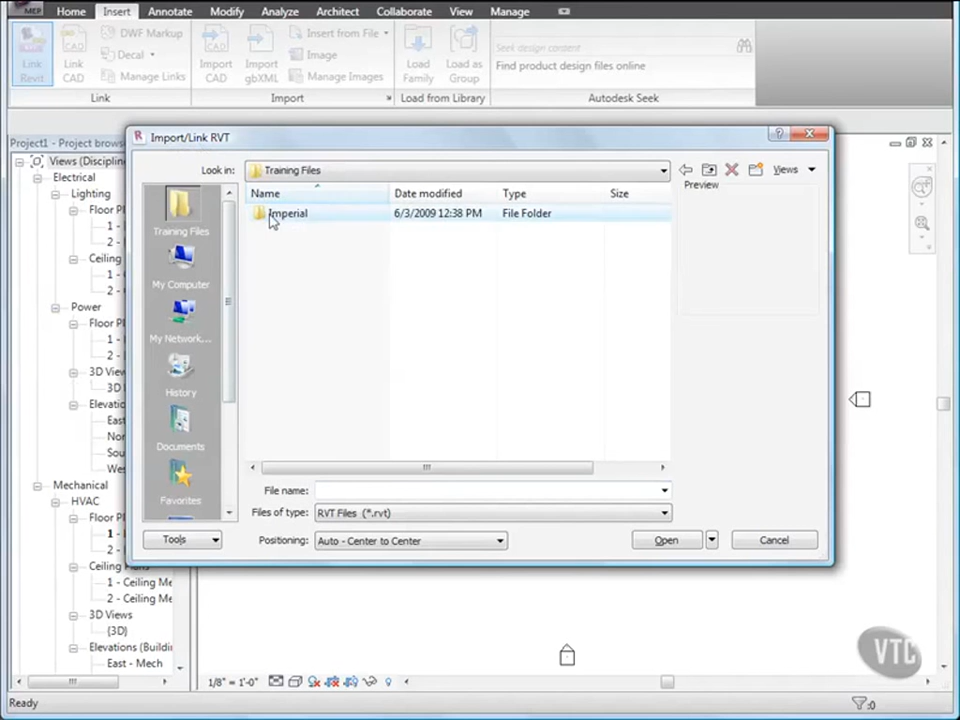 MEP
Home Insert Annotate Modify Analyze Architect Collaborate View Manage
Link Revit
Link CAD
DWF Markup
Decal
Manage Links
Import CAD
Import gbXML
Insert from File
Image
Manage Images
Load Family
Load as Group
Seek design content
Find product design files online
Link Import Load from Library Autodesk Seek
Project1 - Project brows
Views (Disciplin
Electrical
Lighting
Floor Pl
1 -
2 -
Ceiling
1 -
2 -
Power
Floor Pl
1 -
2 -
3D View
3D
Elevatio
East
Nor
Sou
Wes
Mechanical
HVAC
Floor P
1 -
2 -
Ceiling Plans
1 - Ceiling Me
2 - Ceiling Me
3D Views
{3D}
Elevations (Buildin
East - Mech
Import/Link RVT
Look in: Training Files
Views
Name Date modified Type Size
Imperial 6/3/2009 12:38 PM File Folder
Preview
Training Files
My Computer
My Network...
History
Documents
Favorites
File name:
Files of type: RVT Files (*.rvt)
Tools
Positioning: Auto - Center to Center
Open
Cancel
1/8" = 1'-0"
Ready
:0
VTC